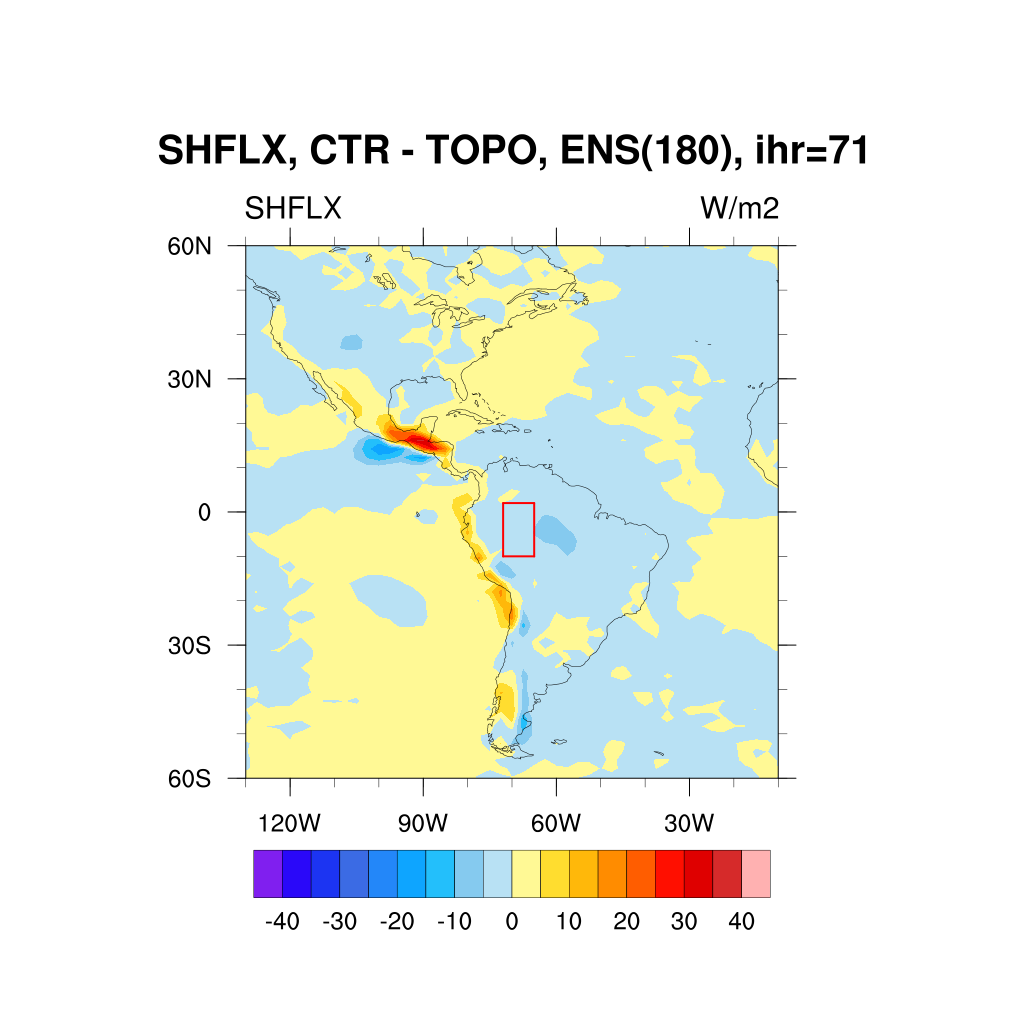 SHFLX, CTR - TOPO, ENS(180), ihr=71
SHFLX W/m2
60N
30N
0
30S
60S
120W 90W 60W 30W
-40 -30 -20 -10 0 10 20 30 40